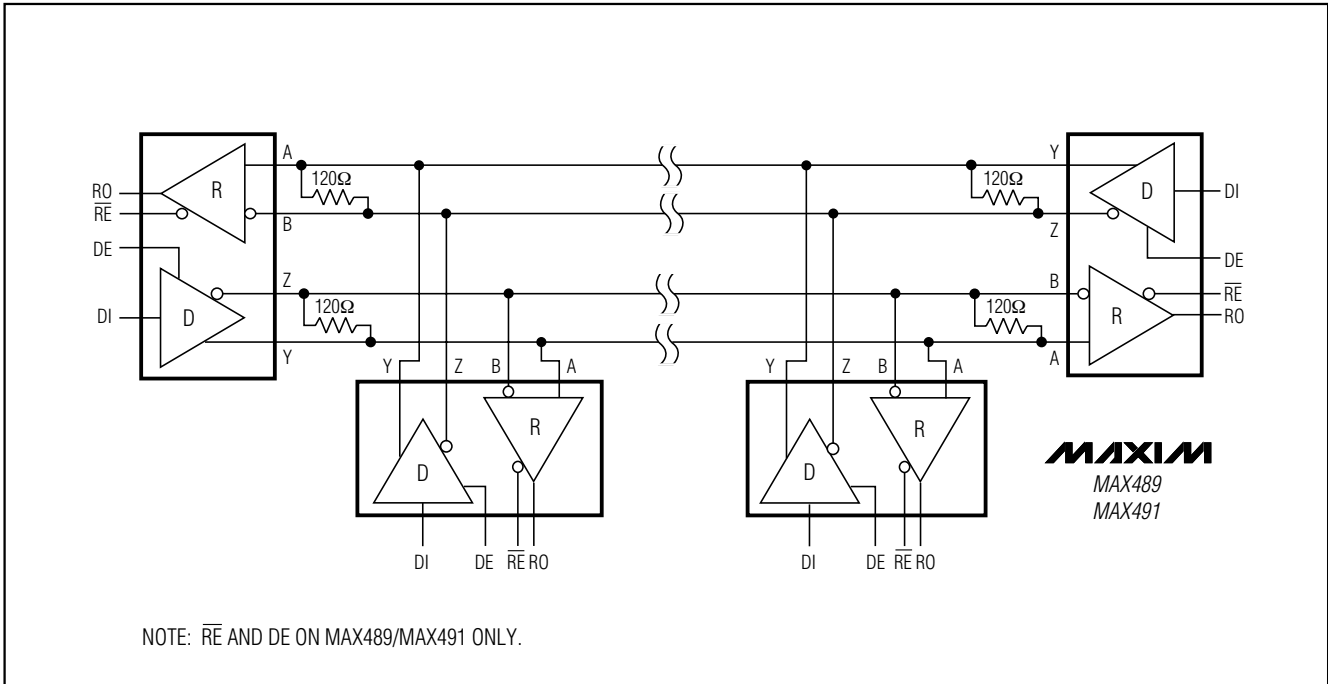 A
Y
120Ω
120Ω
RO
R
D
DI
RE
B
Z
DE
DE
Z
B
RE
DI
D
120Ω
120Ω
R
RO
Y
A
Y Z B A
Y Z B A
R
R
D
D
MAXIM
MAX489
MAX491
DI DE RE RO
DI DE RE RO
NOTE: RE AND DE ON MAX489/MAX491 ONLY.